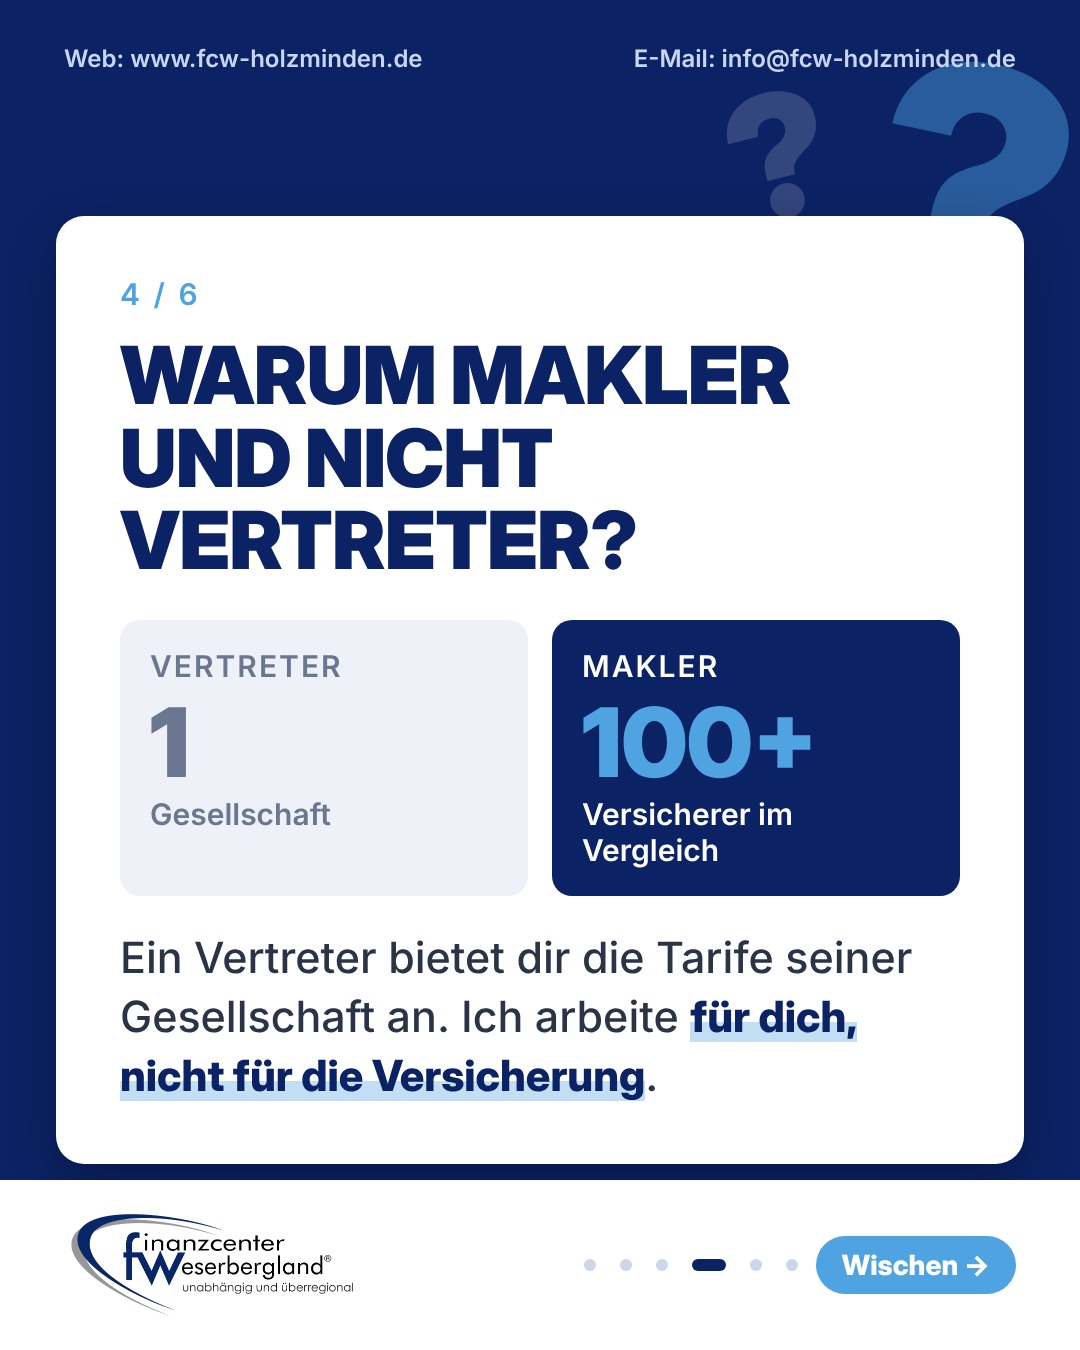 Web: www.fcw-holzminden.de
E-Mail: info@fcw-holzminden.de
? ?
4 / 6
WARUM MAKLER
UND NICHT
VERTRETER?
VERTRETER
1
Gesellschaft
MAKLER
100+
Versicherer im
Vergleich
Ein Vertreter bietet dir die Tarife seiner
Gesellschaft an. Ich arbeite für dich,
nicht für die Versicherung.
finanzcenter
Weserbergland®
unabhängig und überregional
Wischen →